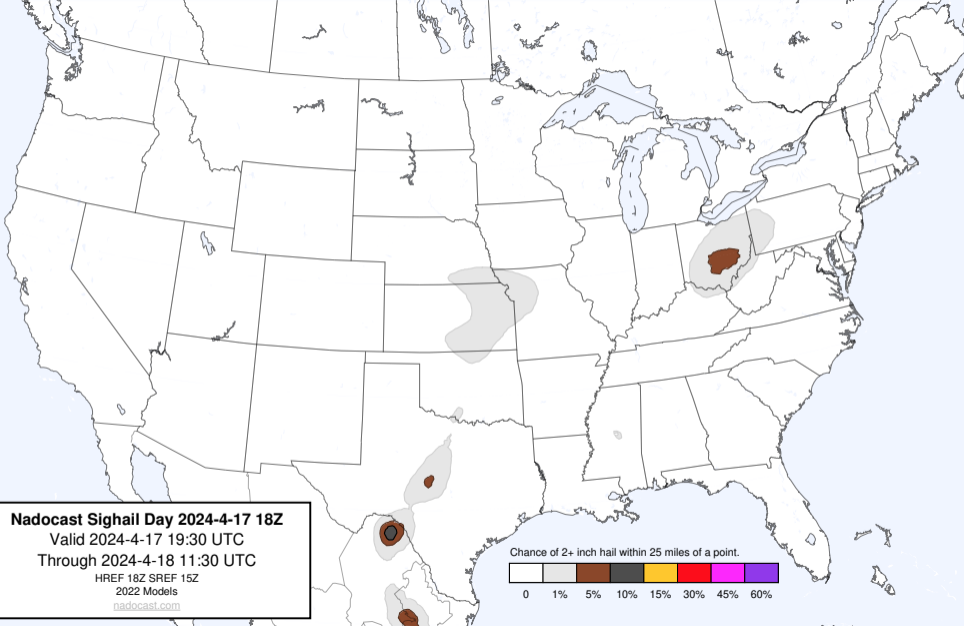 Nadocast Sighail Day 2024-4-17 18Z
Valid 2024-4-17 19:30 UTC
Through 2024-4-18 11:30 UTC
HREF 18Z SREF 15Z
2022 Models
nadocast.com
Chance of 2+ inch hail within 25 miles of a point.
0 1% 5% 10% 15% 30% 45% 60%